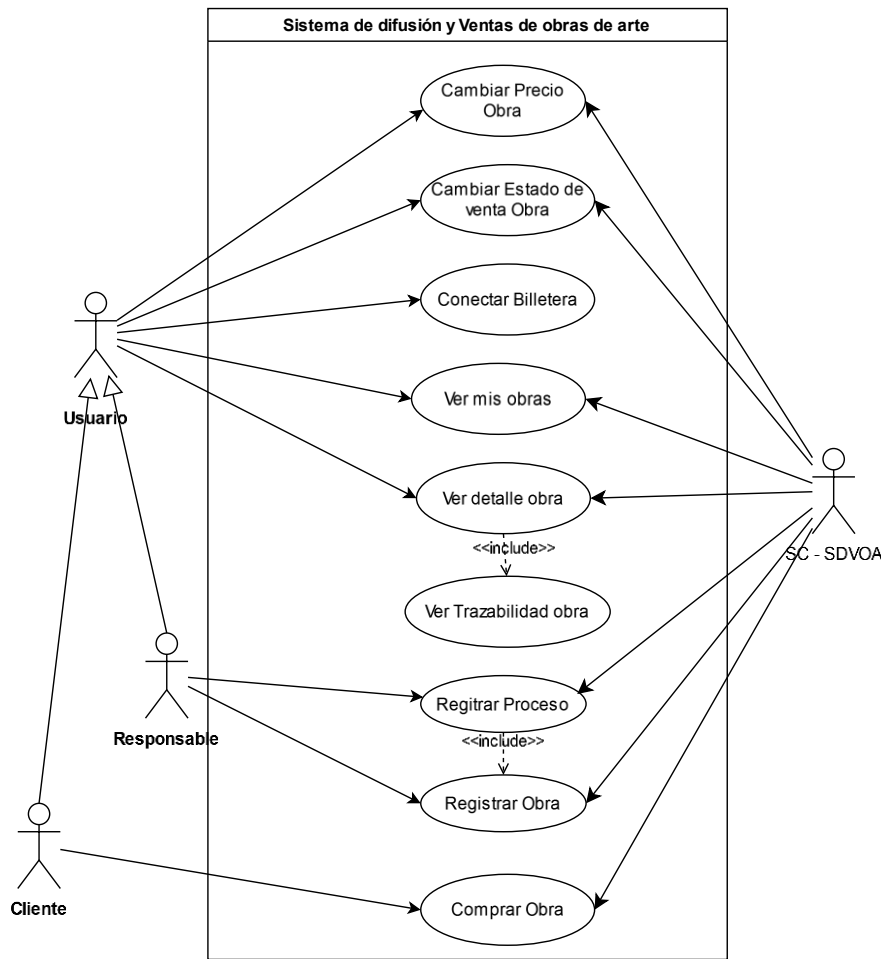 Sistema de difusión y Ventas de obras de arte
Cambiar Precio
Obra
Cambiar Estado de
venta Obra
Conectar Billetera
Usuario
Ver mis obras
Ver detalle obra
<<include>>
SC - SDVOA
Ver Trazabilidad obra
Regitrar Proceso
Responsable
<<include>>
Registrar Obra
Cliente
Comprar Obra